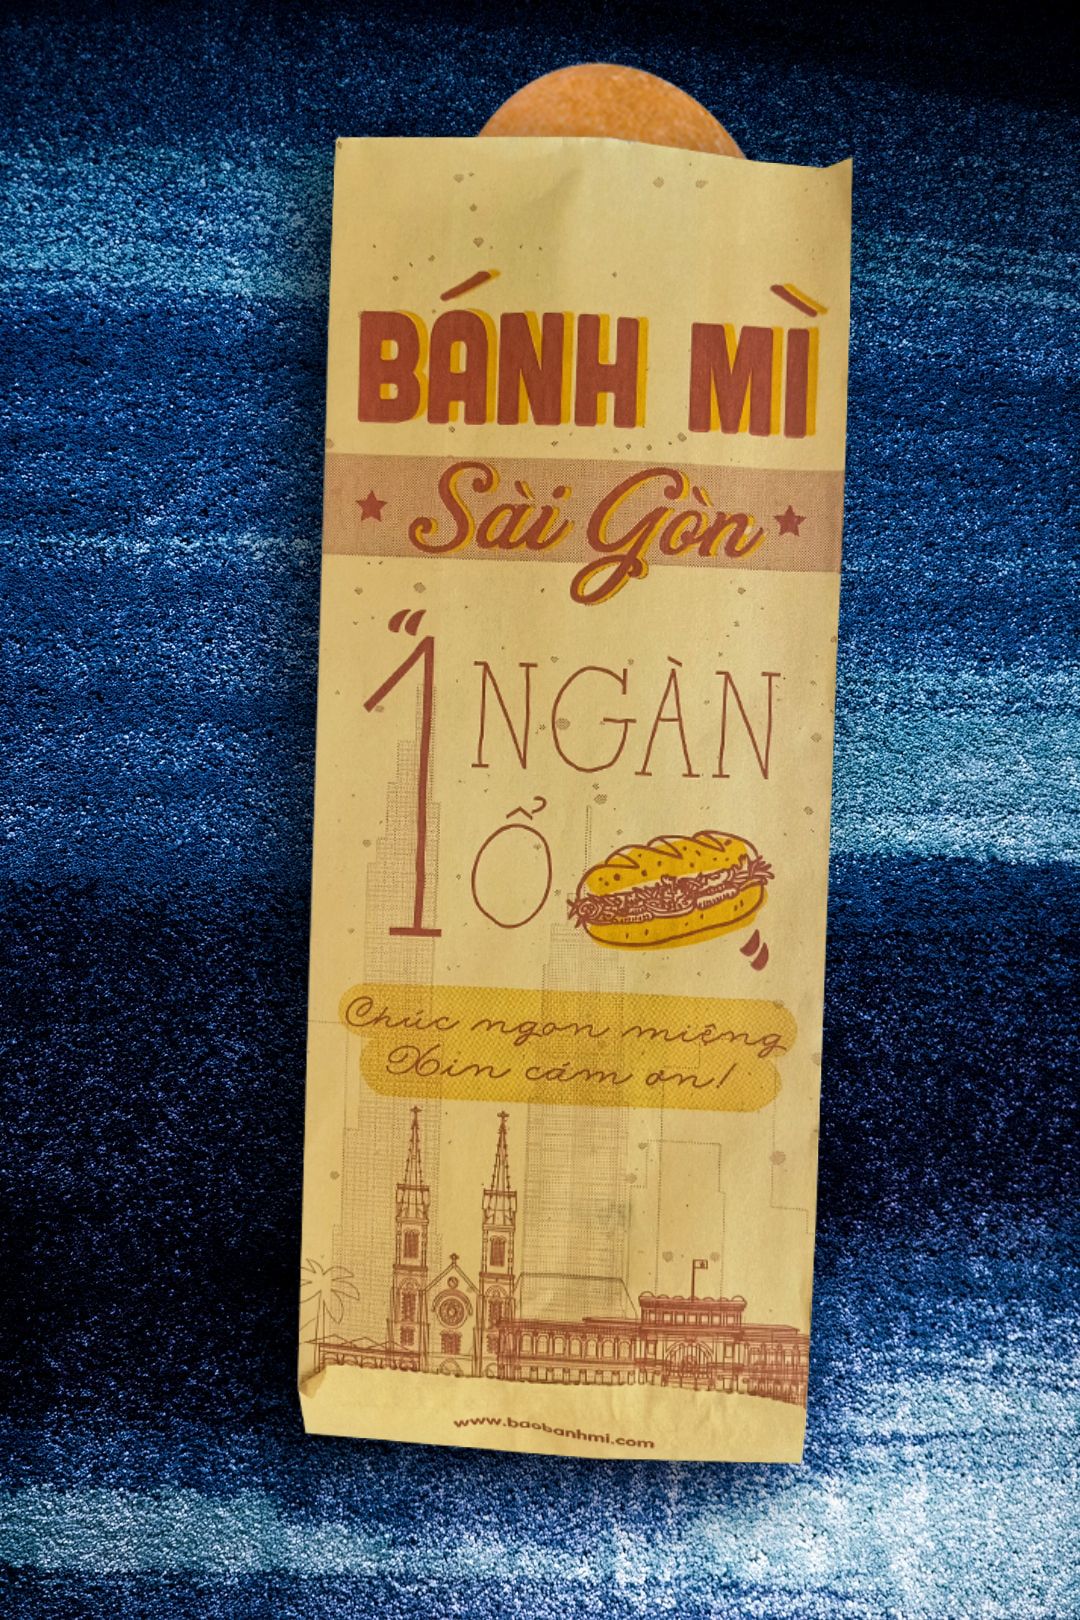 BÁNH MÌ
Sài Gòn
1 NGÀN
Ổ
Chúc ngon miệng
Xin cám ơn!
www.baobanhmi.com